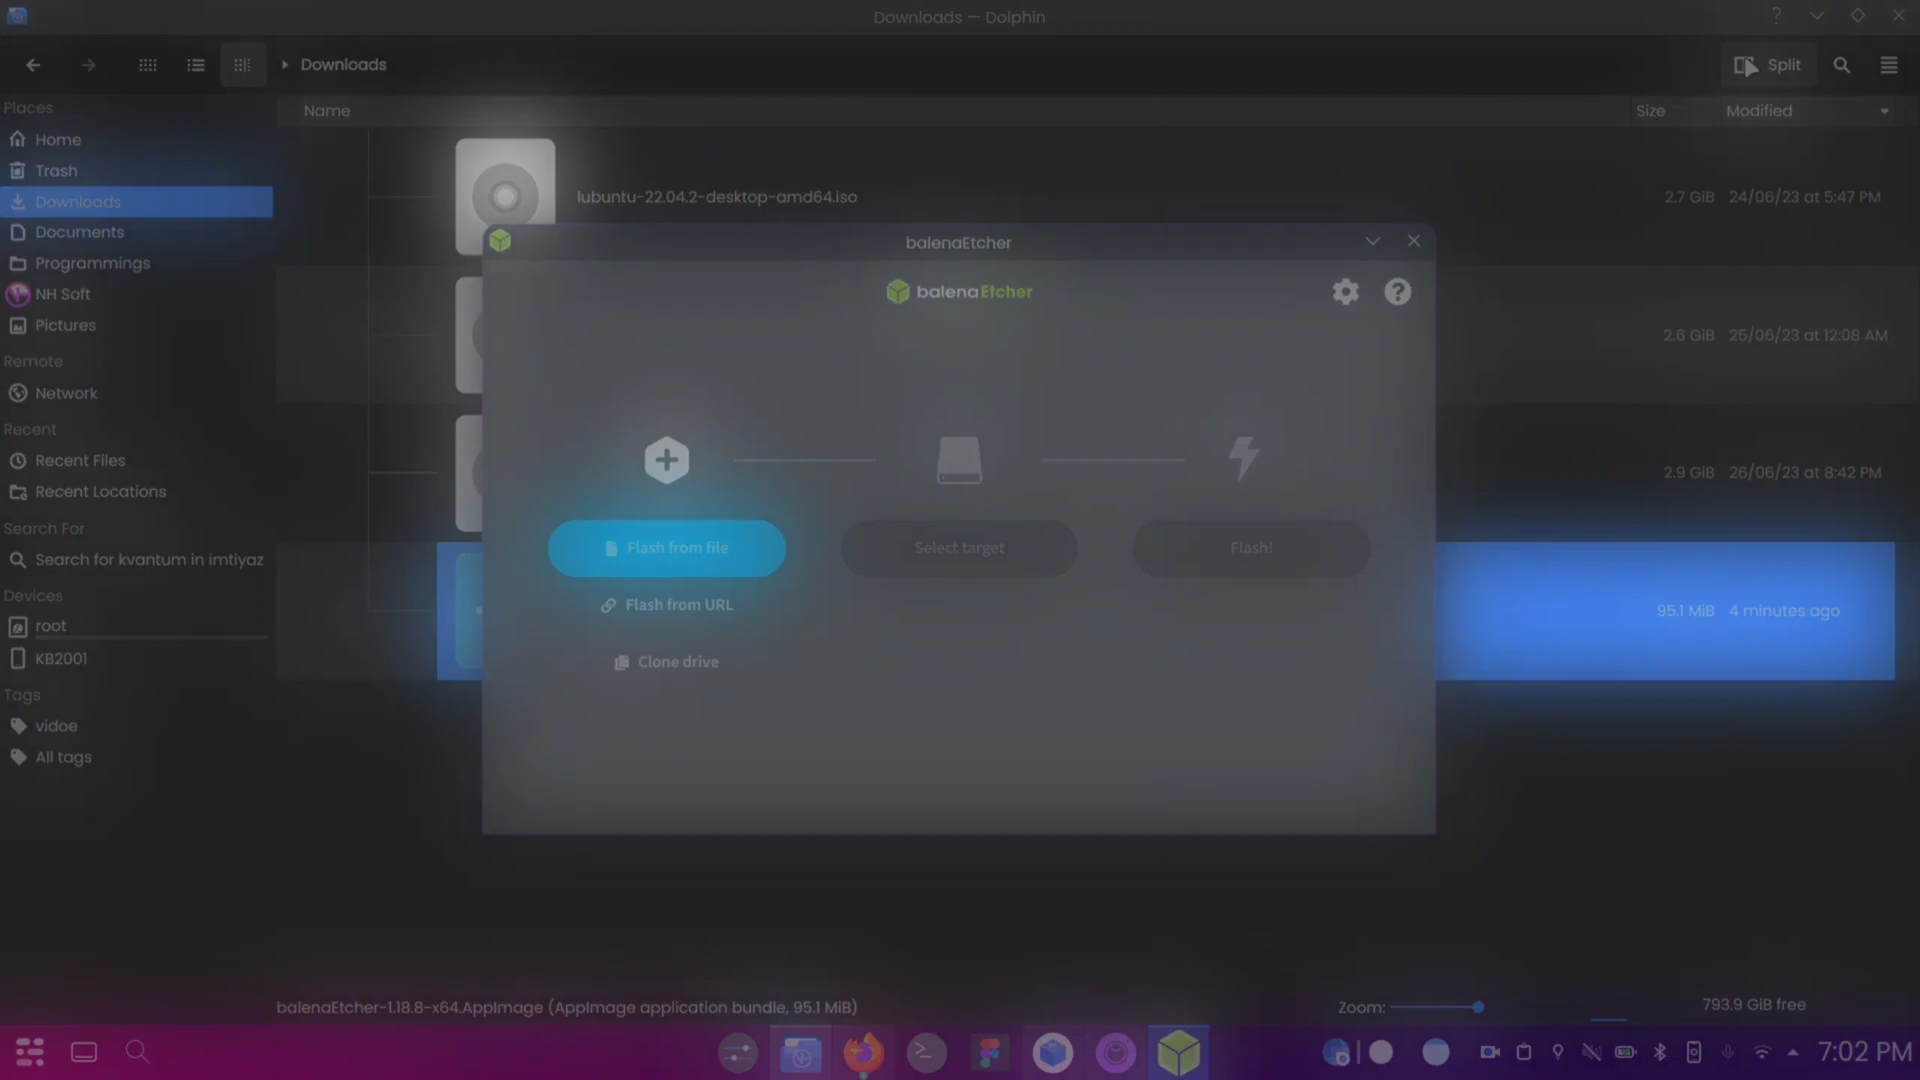 Downloads — Dolphin
Downloads
Split
Places
Name
Size
Modified
Home
Trash
Downloads
Documents
Programmings
NH Soft
Pictures
Remote
Network
Recent
Recent Files
Recent Locations
Search For
Search for kvantum in imtiyaz
Devices
root
KB2001
Tags
vidoe
All tags
lubuntu-22.04.2-desktop-amd64.iso
2.7 GiB 24/06/23 at 5:47 PM
2.6 GiB 25/06/23 at 12:08 AM
2.9 GiB 26/06/23 at 8:42 PM
95.1 MiB 4 minutes ago
balenaEtcher
balenaEtcher
Flash from file
Select target
Flash!
Flash from URL
Clone drive
balenaEtcher-1.18.8-x64.AppImage (AppImage application bundle, 95.1 MiB)
Zoom:
793.9 GiB free
7:02 PM